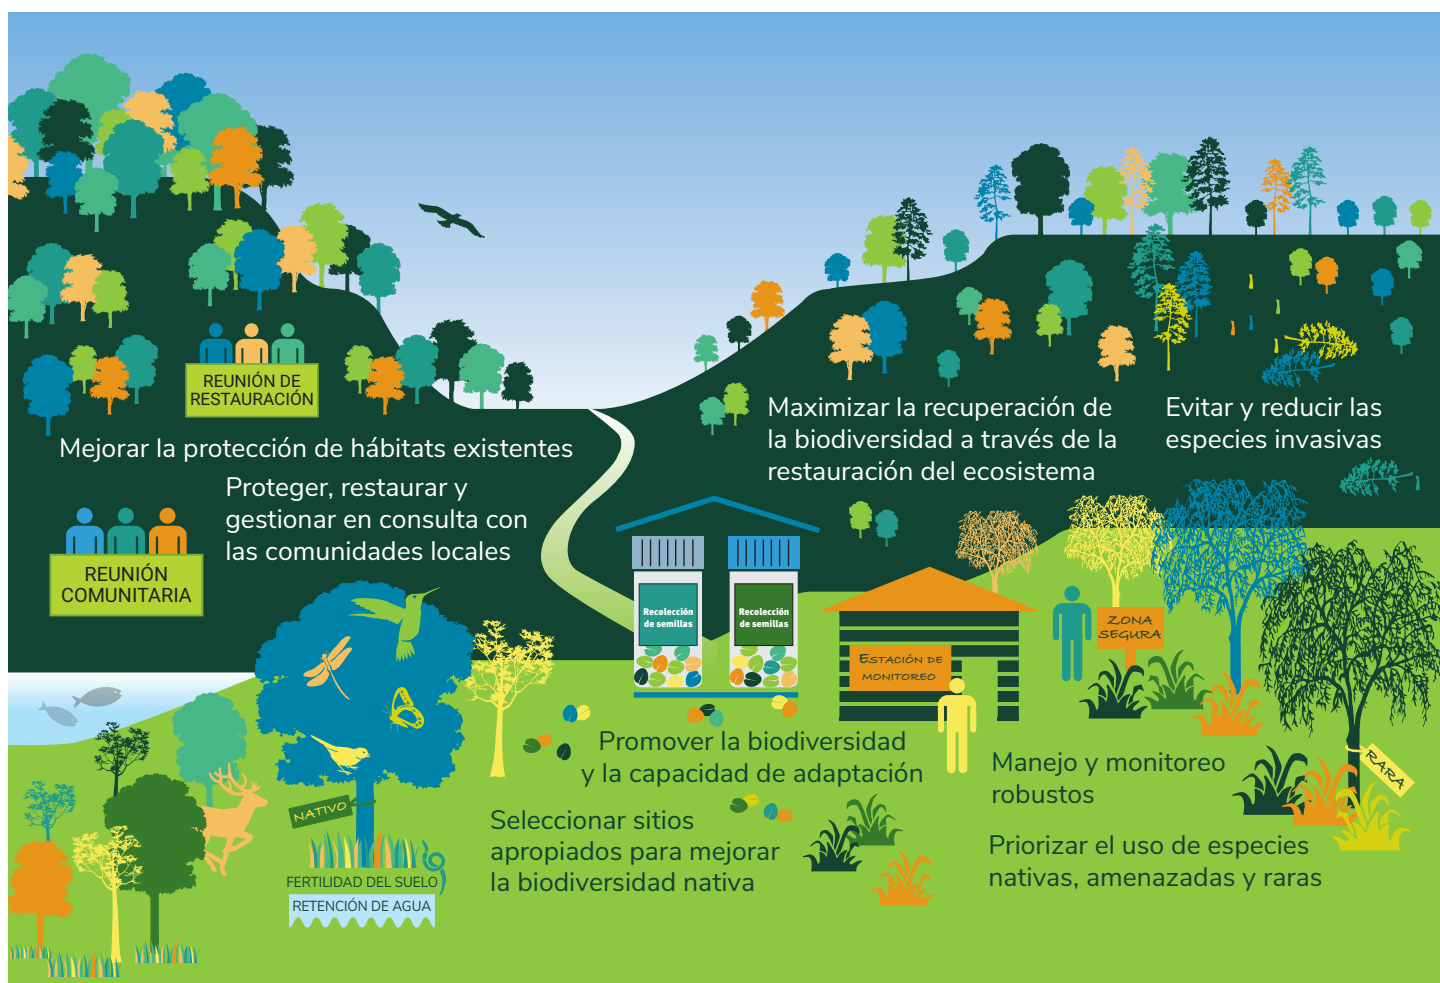 REUNIÓN DE
RESTAURACIÓN
Mejorar la protección de hábitats existentes
Proteger, restaurar y
gestionar en consulta con
las comunidades locales
REUNIÓN
COMUNITARIA
Maximizar la recuperación de
la biodiversidad a través de la
restauración del ecosistema
Evitar y reducir las
especies invasivas
Recolección
de semillas
Recolección
de semillas
ESTACIÓN DE
MONITOREO
ZONA
SEGURA
RARA
NATIVO
FERTILIDAD DEL SUELO
RETENCIÓN DE AGUA
Promover la biodiversidad
y la capacidad de adaptación
Seleccionar sitios
apropiados para mejorar
la biodiversidad nativa
Manejo y monitoreo
robustos
Priorizar el uso de especies
nativas, amenazadas y raras